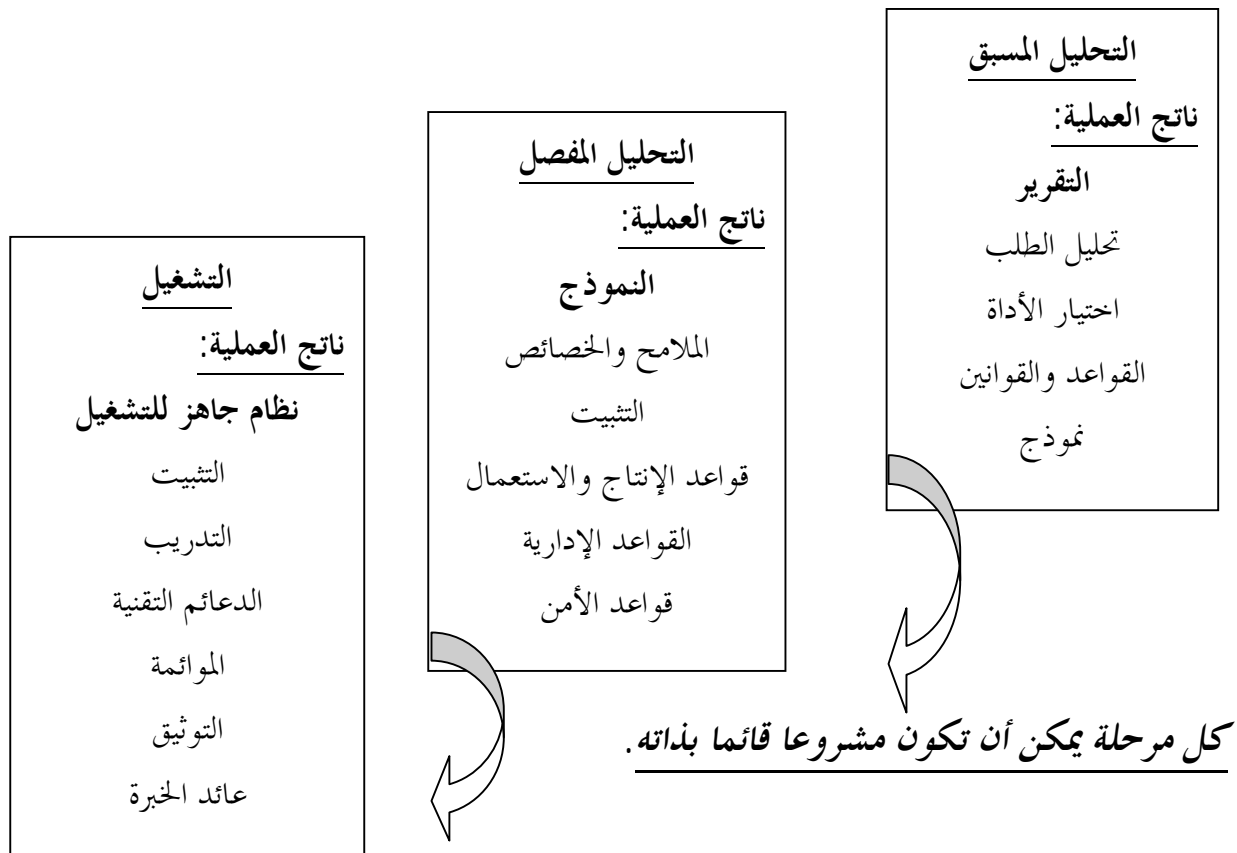 التحليل المسبق
ناتج العملية:
التقرير
تحليل الطلب
اختيار الأداة
القواعد والقوانين
نموذج
التحليل المفصل
ناتج العملية:
النموذج
الملامح والخصائص
التثبيت
قواعد الإنتاج والاستعمال
القواعد الإدارية
قواعد الأمن
التشغيل
ناتج العملية:
نظام جاهز للتشغيل
التثبيت
التدريب
الدعائم التقنية
الموائمة
التوثيق
عائد الخبرة
كل مرحلة يمكن أن تكون مشروعا قائما بذاته.